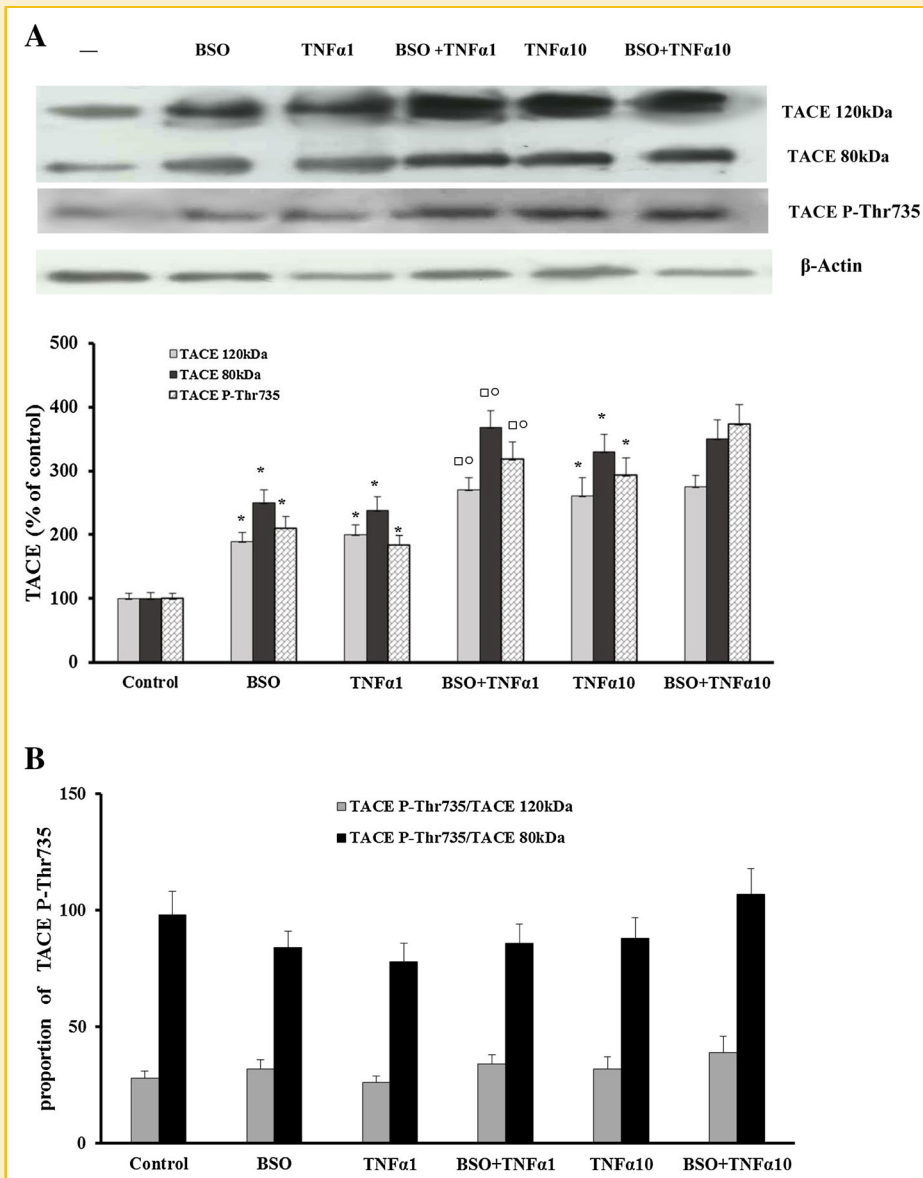 A
— BSO TNFα1 BSO +TNFα1 TNFα10 BSO+TNFα10
TACE 120kDa
TACE 80kDa
TACE P-Thr735
β-Actin
TACE (% of control)
500
400
300
200
100
0
TACE 120kDa
TACE 80kDa
TACE P-Thr735
* * *
* * *
□○ □○ □○
* * *
Control BSO TNFα1 BSO+TNFα1 TNFα10 BSO+TNFα10
B
proportion of TACE P-Thr735
150
100
50
0
TACE P-Thr735/TACE 120kDa
TACE P-Thr735/TACE 80kDa
Control BSO TNFα1 BSO+TNFα1 TNFα10 BSO+TNFα10